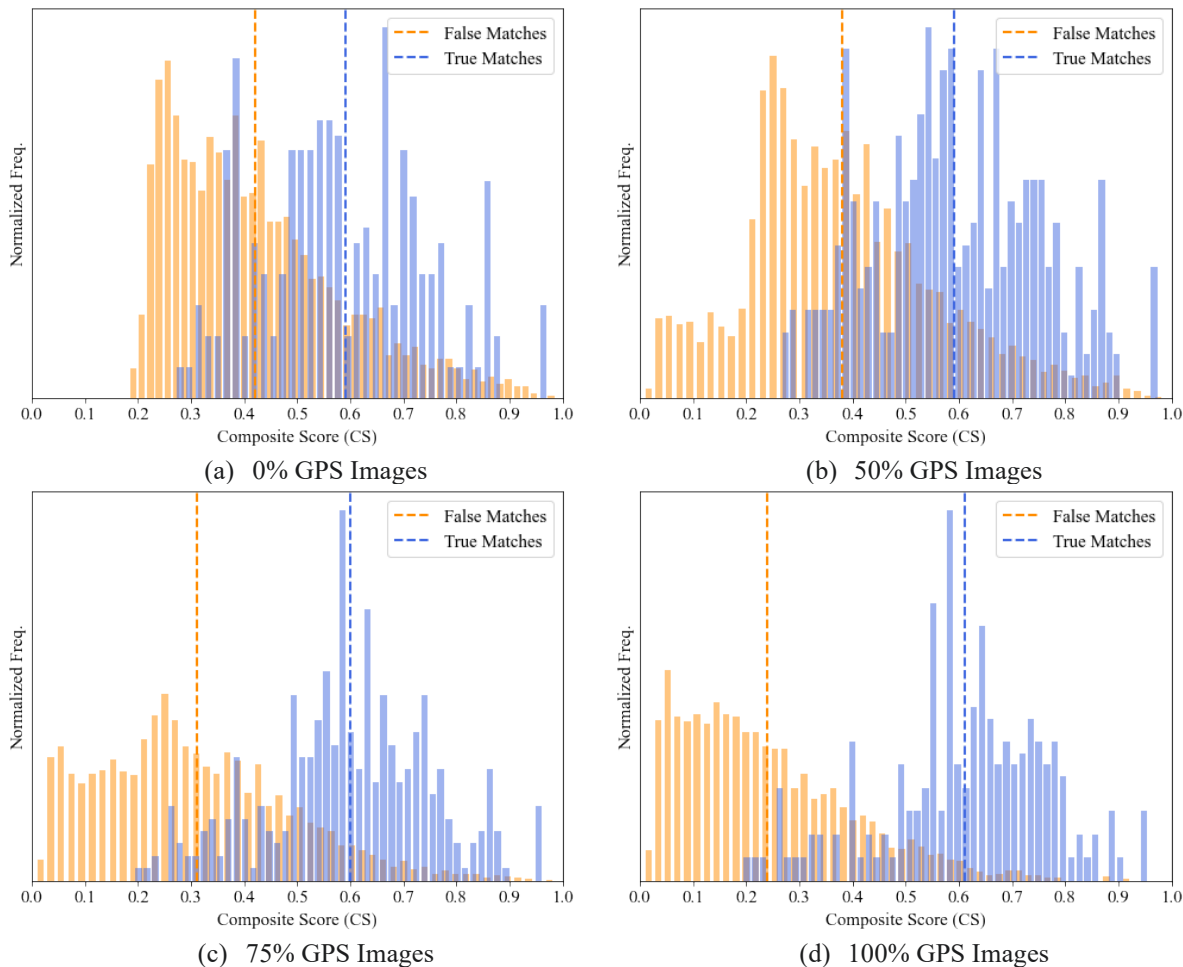 False Matches
True Matches
Normalized Freq.
0.0 0.1 0.2 0.3 0.4 0.5 0.6 0.7 0.8 0.9 1.0
Composite Score (CS)
(a) 0% GPS Images
False Matches
True Matches
Normalized Freq.
0.0 0.1 0.2 0.3 0.4 0.5 0.6 0.7 0.8 0.9 1.0
Composite Score (CS)
(b) 50% GPS Images
False Matches
True Matches
Normalized Freq.
0.0 0.1 0.2 0.3 0.4 0.5 0.6 0.7 0.8 0.9 1.0
Composite Score (CS)
(c) 75% GPS Images
False Matches
True Matches
Normalized Freq.
0.0 0.1 0.2 0.3 0.4 0.5 0.6 0.7 0.8 0.9 1.0
Composite Score (CS)
(d) 100% GPS Images